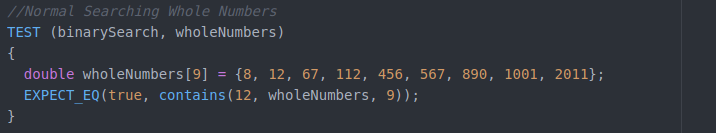 //Normal Searching Whole Numbers
TEST (binarySearch, wholeNumbers)
{
  double wholeNumbers[9] = {8, 12, 67, 112, 456, 567, 890, 1001, 2011};
  EXPECT_EQ(true, contains(12, wholeNumbers, 9));
}